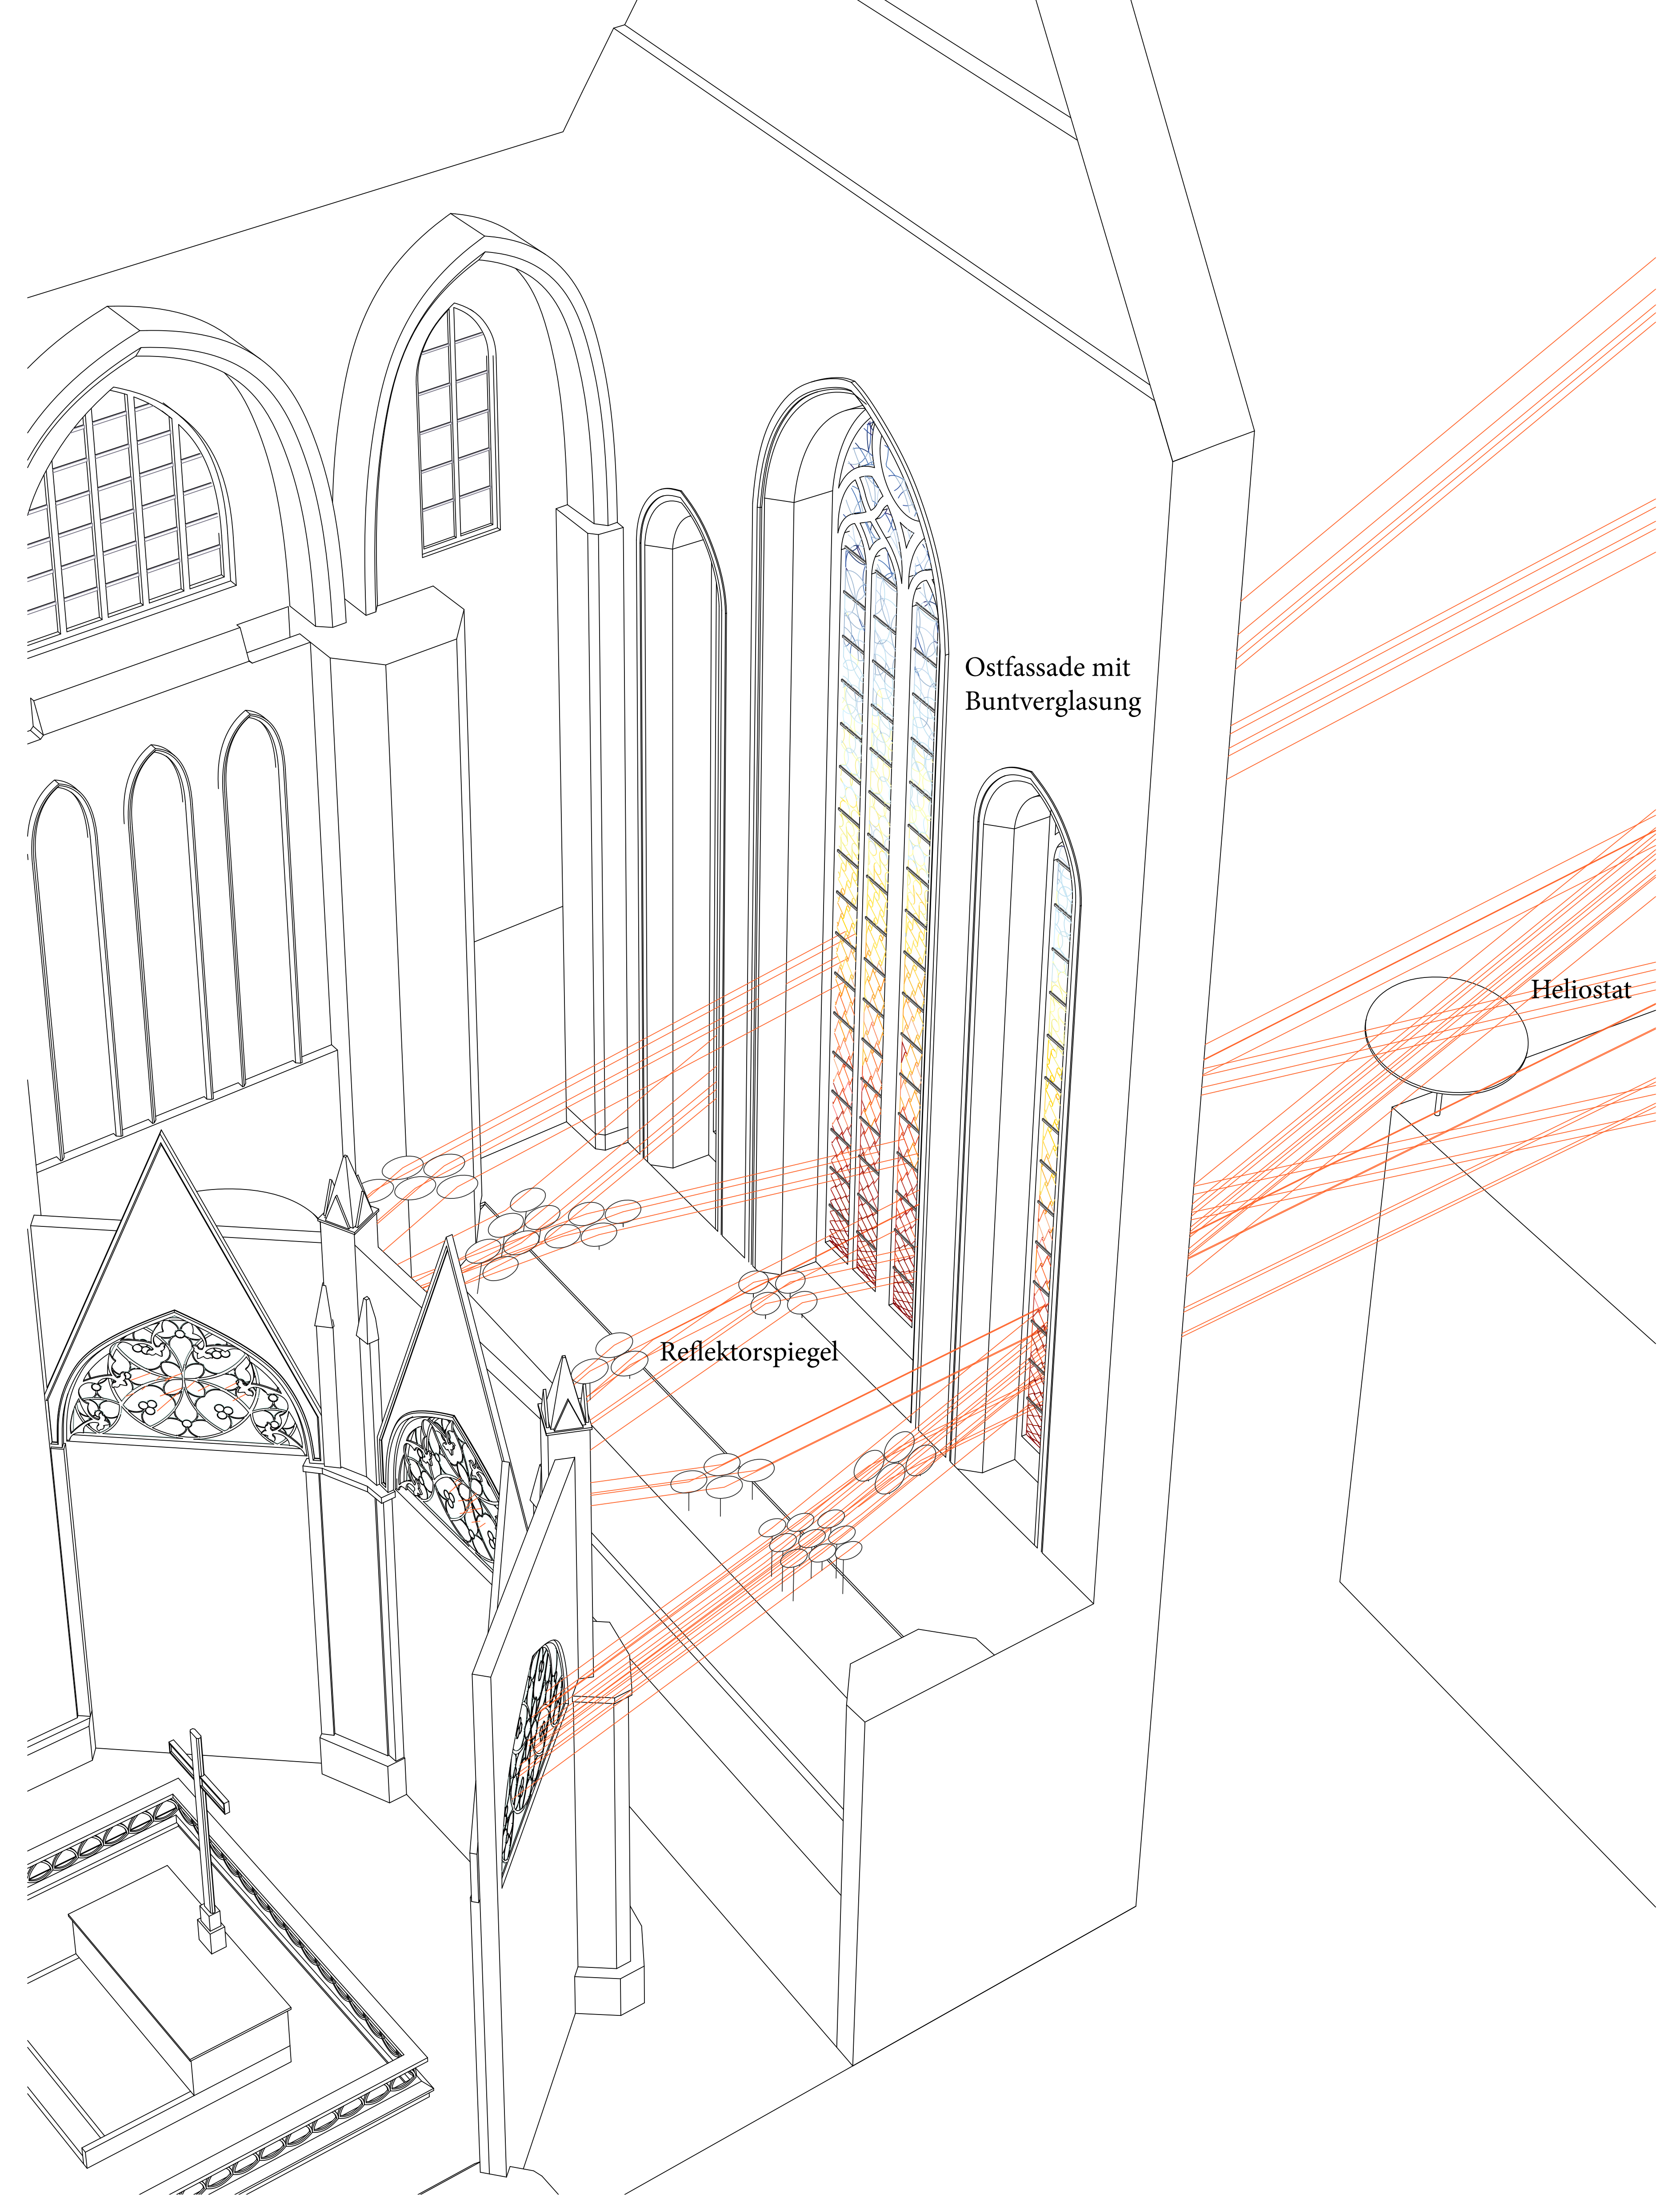 Ostfassade mit
Buntverglasung
Heliostat
Reflektorspiegel